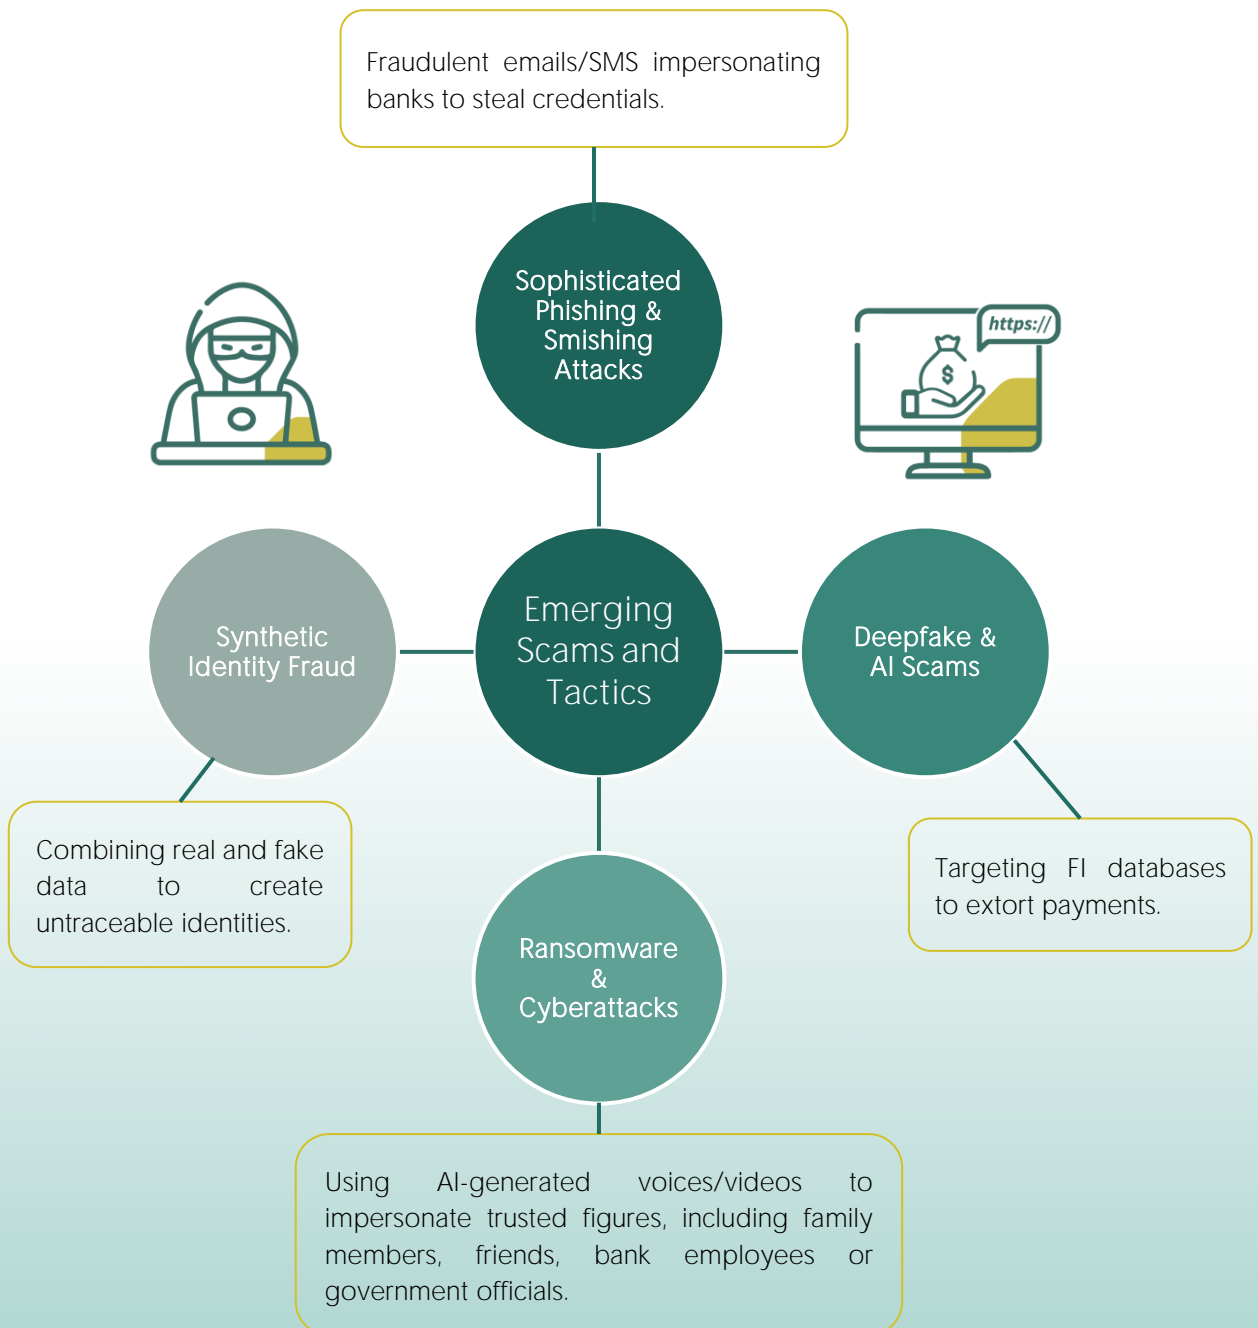 Fraudulent emails/SMS impersonating
banks to steal credentials.
Sophisticated
Phishing &
Smishing
Attacks
https://
$
Synthetic
Identity Fraud
Emerging
Scams and
Tactics
Deepfake &
AI Scams
Combining real and fake
data to create
untraceable identities.
Targeting FI databases
to extort payments.
Ransomware
&
Cyberattacks
Using AI-generated voices/videos to
impersonate trusted figures, including family
members, friends, bank employees or
government officials.